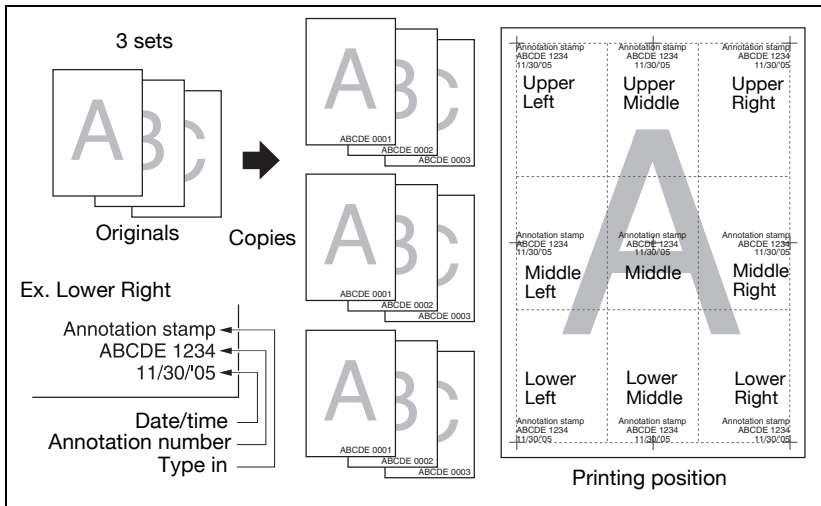 3 sets
A
B
C
Originals
Copies
A
B
C
ABCDE 0001
ABCDE 0002
ABCDE 0003
A
B
C
ABCDE 0001
ABCDE 0002
ABCDE 0003
A
B
C
ABCDE 0001
ABCDE 0002
ABCDE 0003
Ex. Lower Right
Annotation stamp
ABCDE 1234
11/30/'05
Date/time
Annotation number
Type in
Annotation stamp
ABCDE 1234
11/30/'05
Upper
Left
Annotation stamp
ABCDE 1234
11/30/'05
Upper
Middle
Annotation stamp
ABCDE 1234
11/30/'05
Upper
Right
A
Annotation stamp
ABCDE 1234
11/30/'05
Middle
Left
Annotation stamp
ABCDE 1234
11/30/'05
Middle
Annotation stamp
ABCDE 1234
11/30/'05
Middle
Right
Lower
Left
Annotation stamp
ABCDE 1234
11/30/'05
Lower
Middle
Annotation stamp
ABCDE 1234
11/30/'05
Lower
Right
Annotation stamp
ABCDE 1234
11/30/'05
Printing position